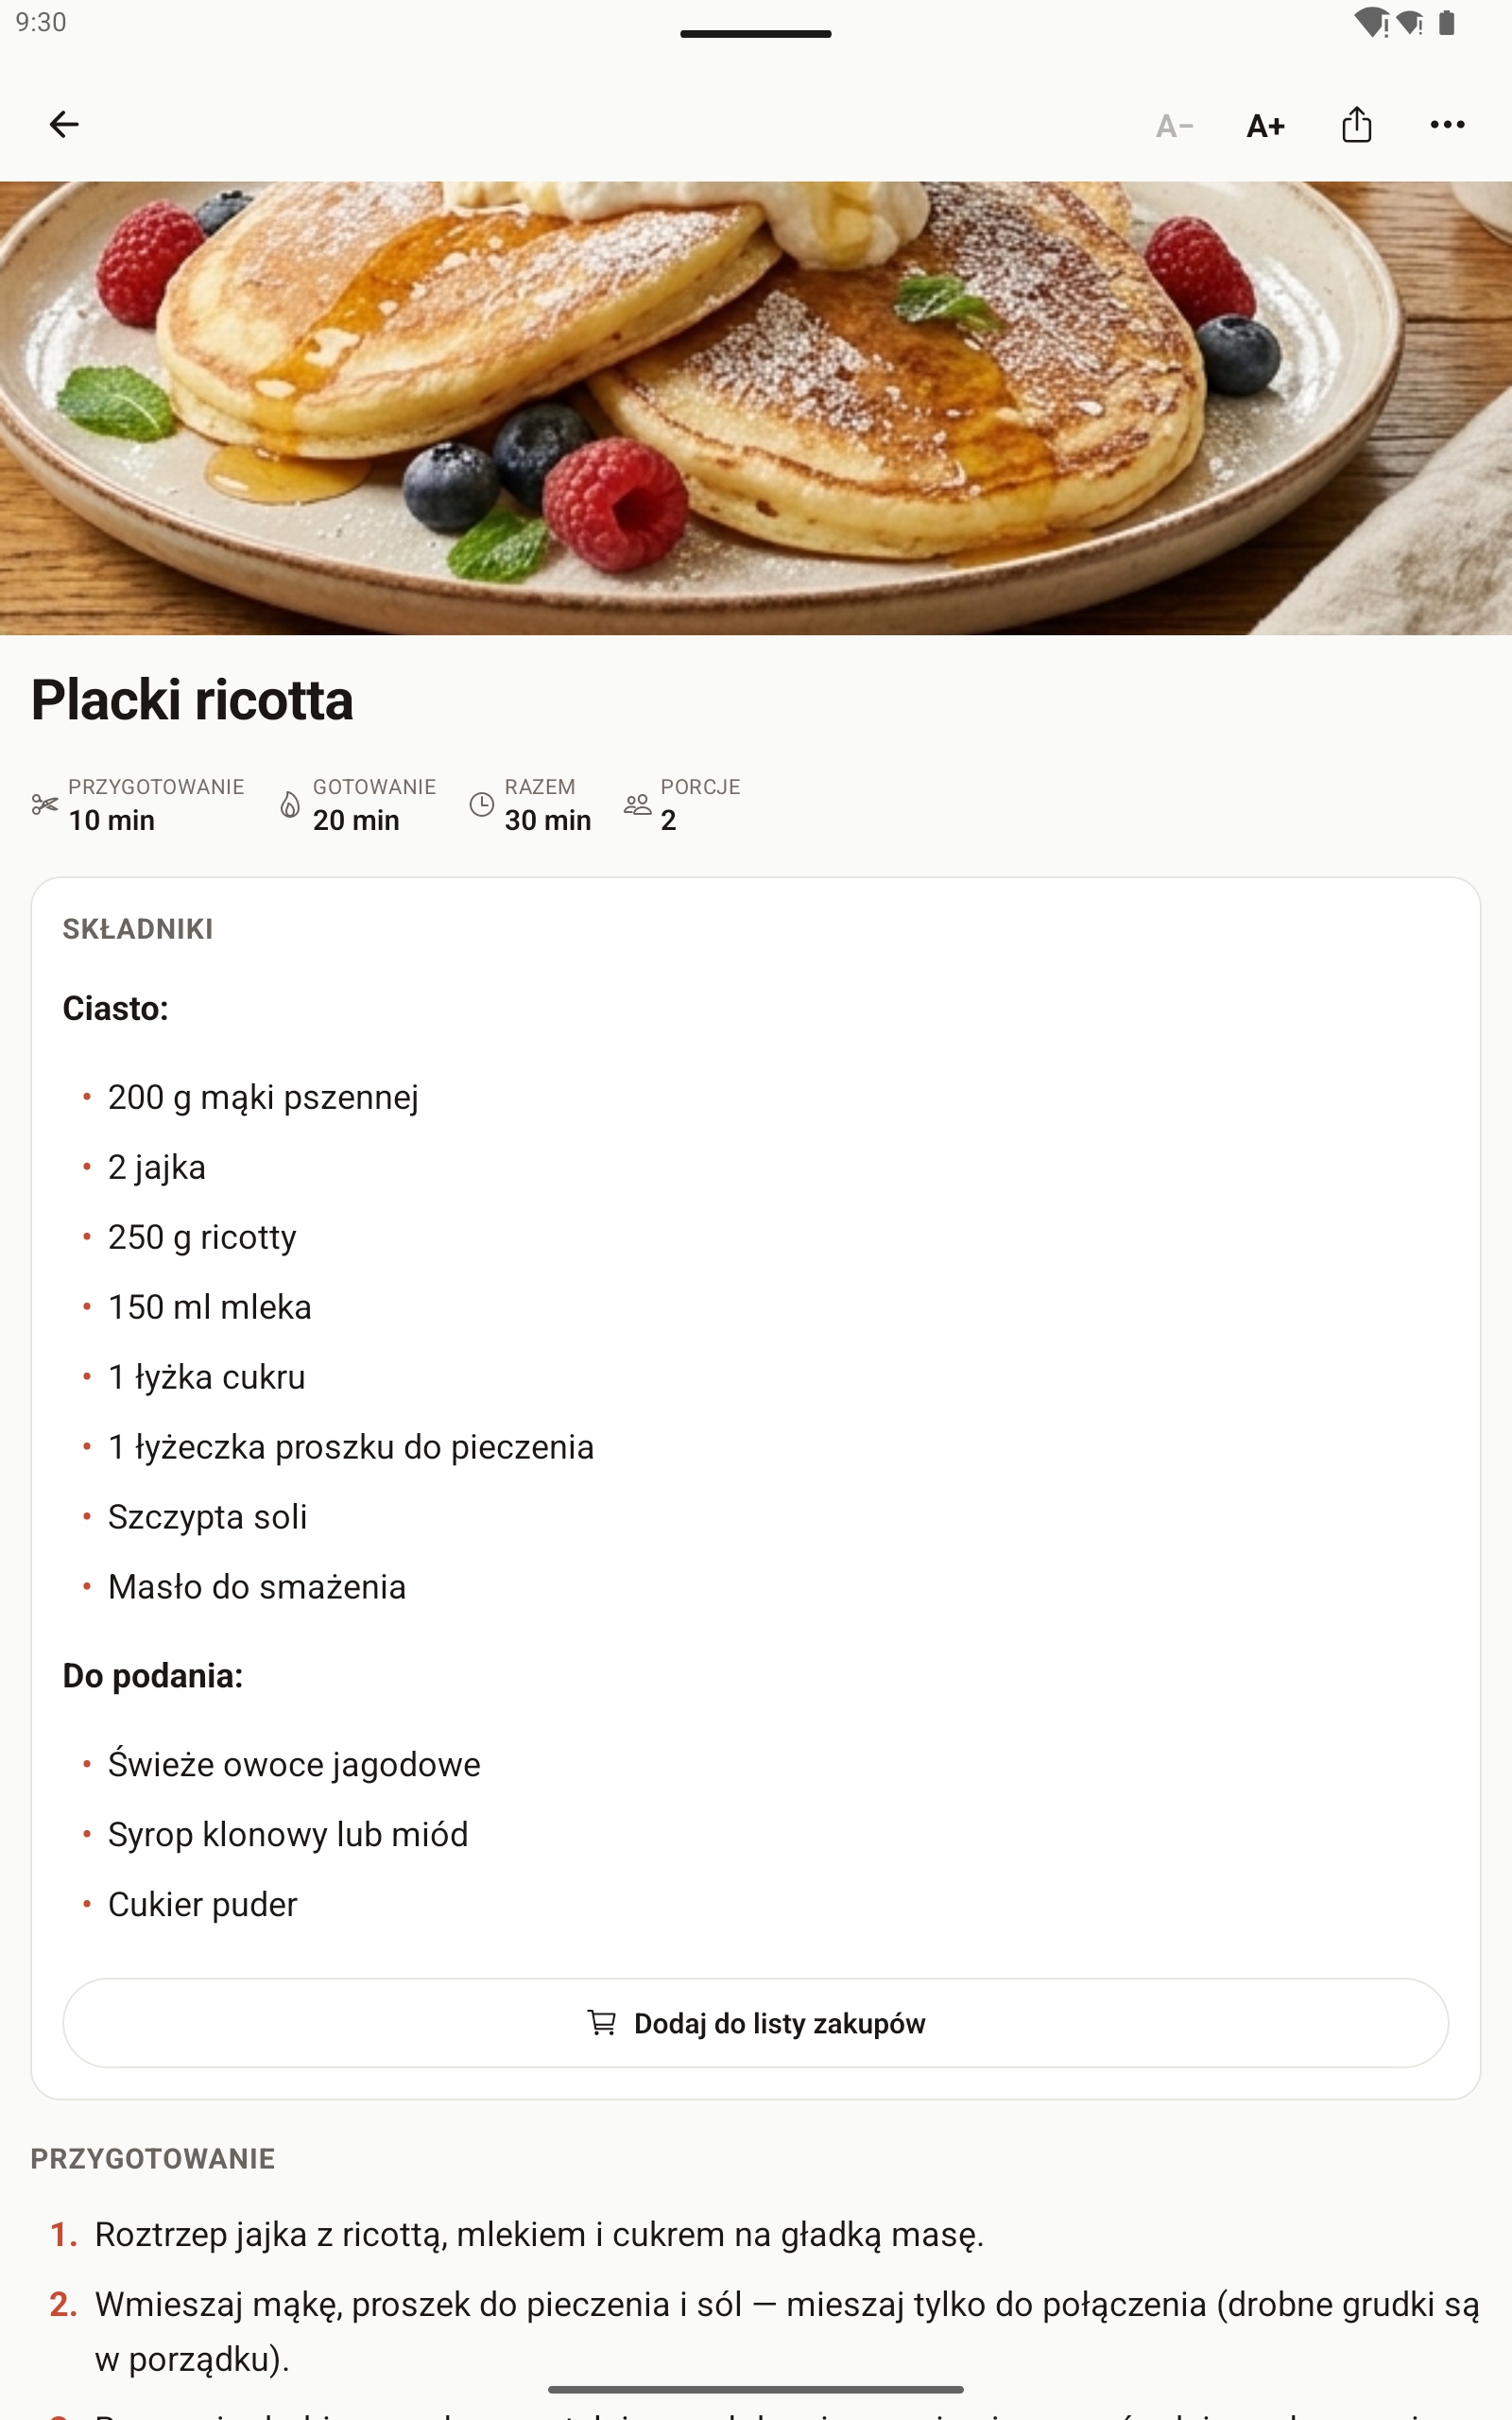 9:30
A− A+
Placki ricotta
PRZYGOTOWANIE GOTOWANIE RAZEM PORCJE
10 min 20 min 30 min 2
SKŁADNIKI
Ciasto:
• 200 g mąki pszennej
• 2 jajka
• 250 g ricotty
• 150 ml mleka
• 1 łyżka cukru
• 1 łyżeczka proszku do pieczenia
• Szczypta soli
• Masło do smażenia
Do podania:
• Świeże owoce jagodowe
• Syrop klonowy lub miód
• Cukier puder
Dodaj do listy zakupów
PRZYGOTOWANIE
1. Roztrzep jajka z ricottą, mlekiem i cukrem na gładką masę.
2. Wmieszaj mąkę, proszek do pieczenia i sól — mieszaj tylko do połączenia (drobne grudki są
w porządku).